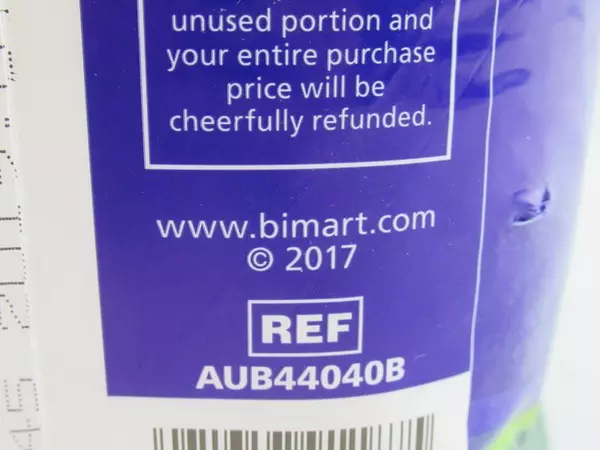 unused portion and
your entire purchase
price will be
cheerfully refunded.
www.bimart.com
© 2017
REF
AUB44040B